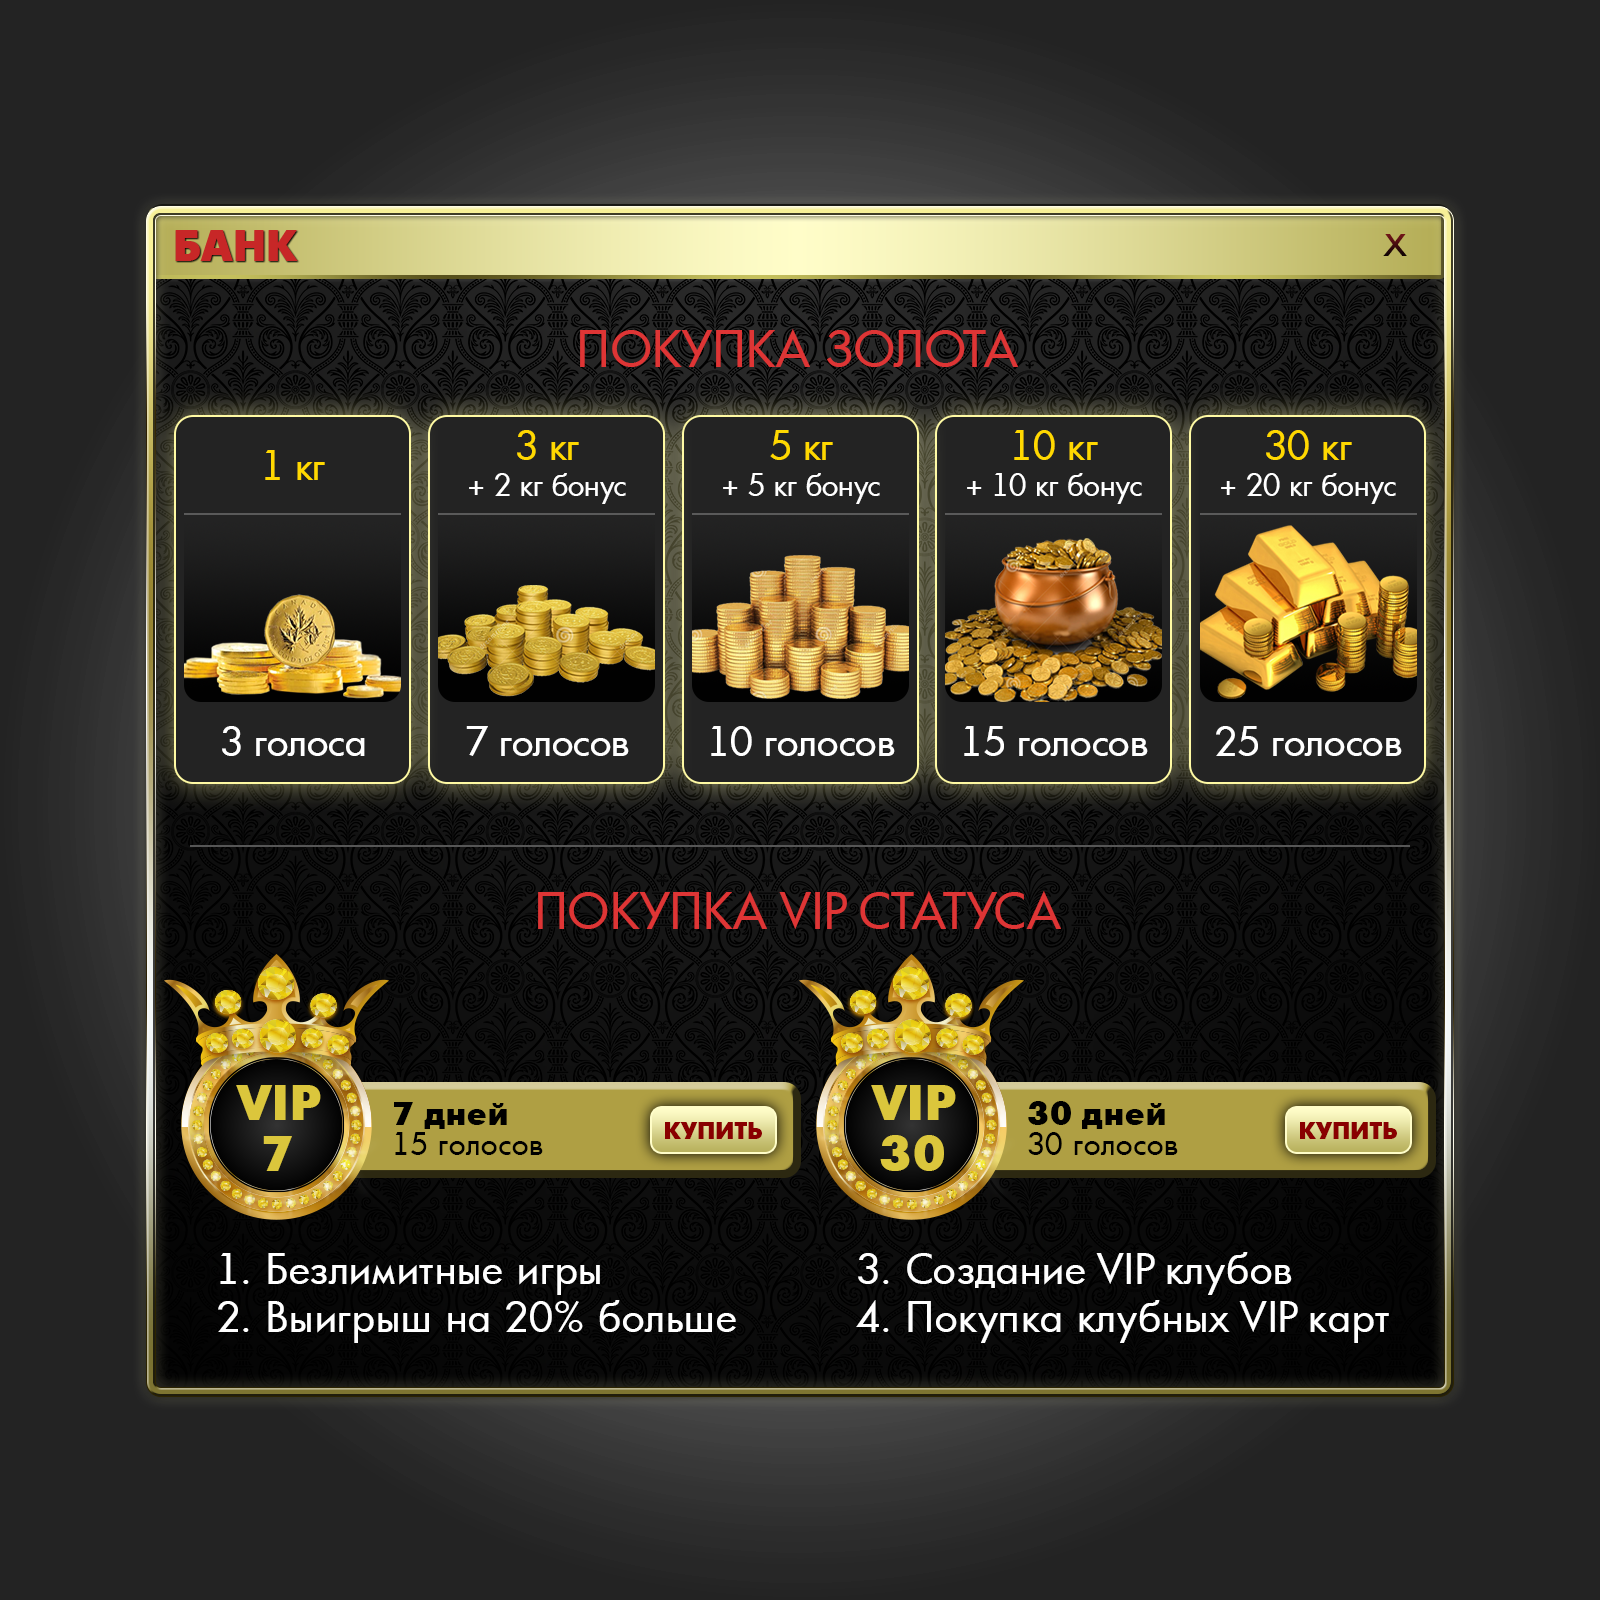 БАНК
X
ПОКУПКА ЗОЛОТА
1 кг
3 кг
+ 2 кг бонус
5 кг
+ 5 кг бонус
10 кг
+ 10 кг бонус
30 кг
+ 20 кг бонус
3 голоса
7 голосов
10 голосов
15 голосов
25 голосов
ПОКУПКА VIP СТАТУСА
VIP
7
7 дней
15 голосов
КУПИТЬ
VIP
30
30 дней
30 голосов
КУПИТЬ
1. Безлимитные игры
2. Выигрыш на 20% больше
3. Создание VIP клубов
4. Покупка клубных VIP карт